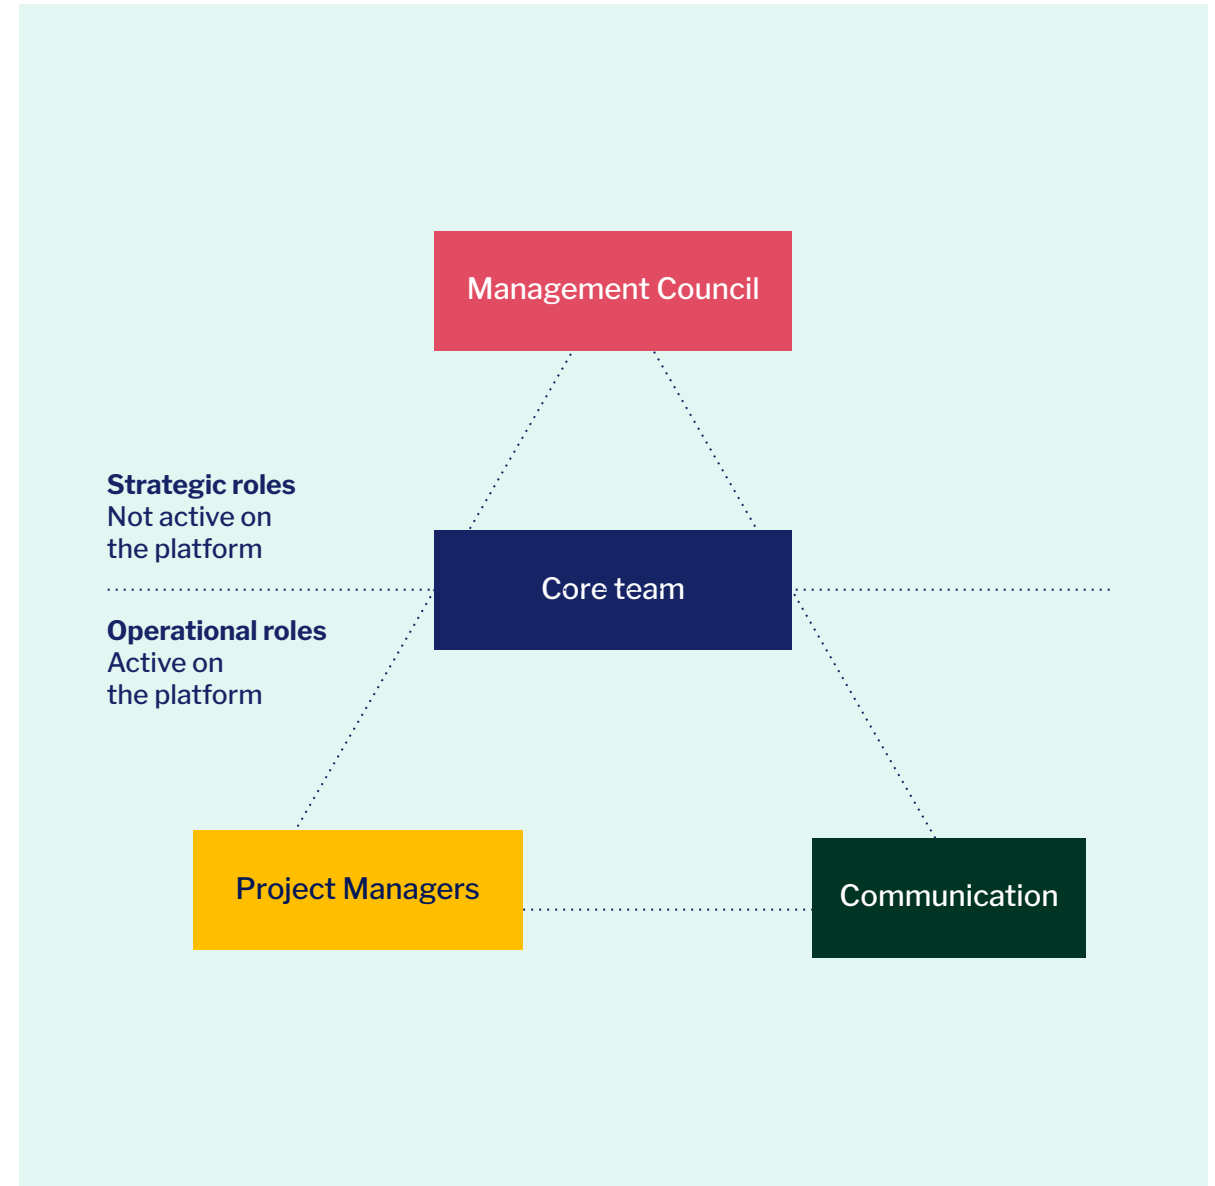 Management Council
Strategic roles
Not active on
the platform
Core team
Operational roles
Active on
the platform
Project Managers
Communication